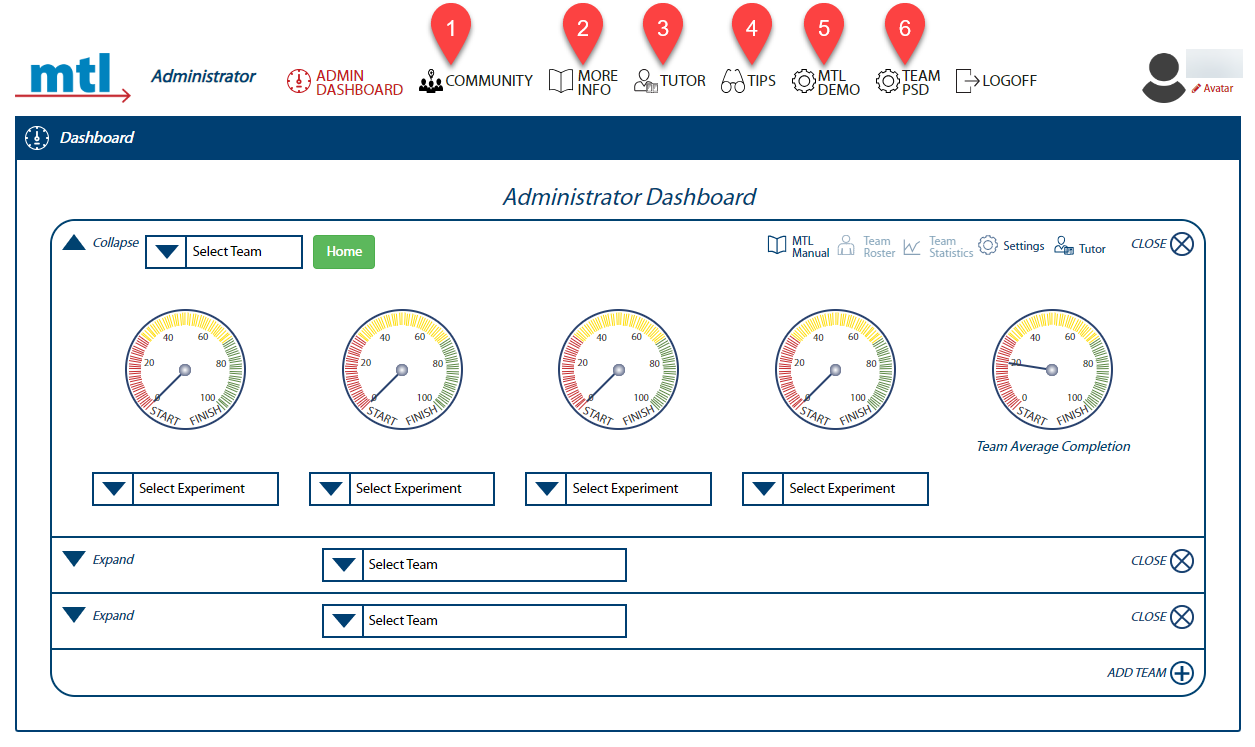 1 2 3 4 5 6
mtl Administrator ADMIN DASHBOARD COMMUNITY MORE INFO TUTOR TIPS MTL DEMO TEAM PSD LOGOFF
Avatar
Dashboard
Administrator Dashboard
Collapse Select Team Home MTL Manual Team Roster Team Statistics Settings Tutor CLOSE
0 20 40 60 80 100 START FINISH
0 20 40 60 80 100 START FINISH
0 20 40 60 80 100 START FINISH
0 20 40 60 80 100 START FINISH
0 20 40 60 80 100 START FINISH
Team Average Completion
Select Experiment Select Experiment Select Experiment Select Experiment
Expand Select Team CLOSE
Expand Select Team CLOSE
ADD TEAM